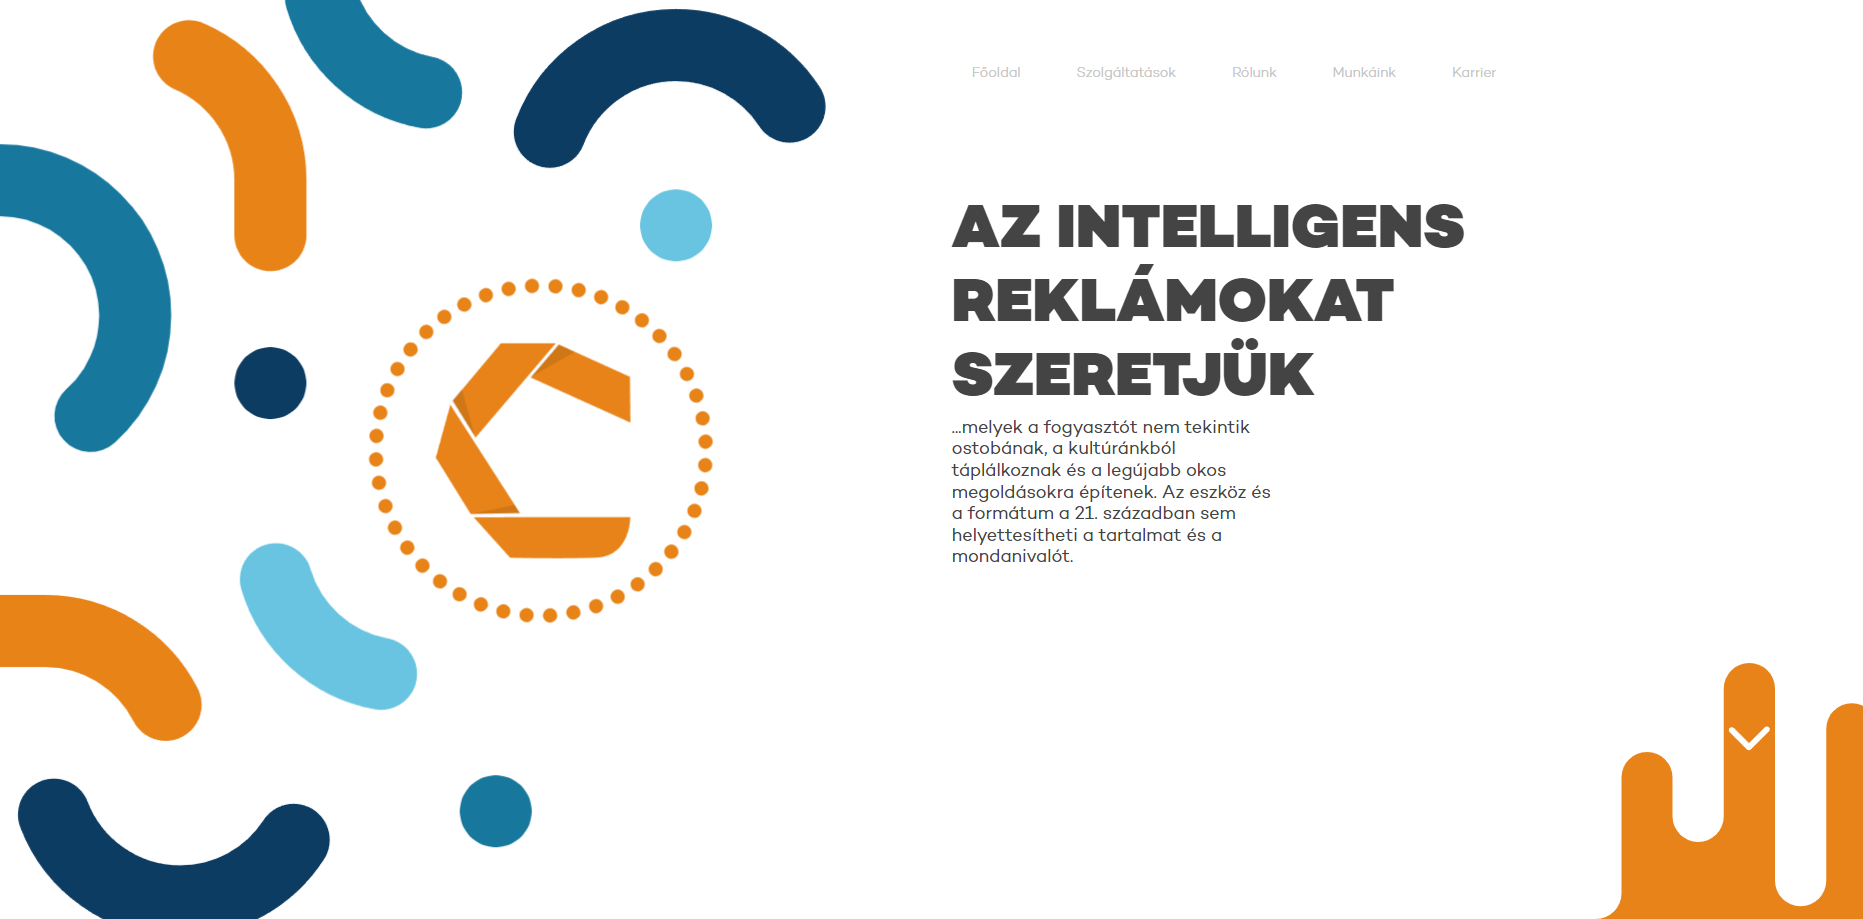 Főoldal Szolgáltatások Rólunk Munkáink Karrier
AZ INTELLIGENS
REKLÁMOKAT
SZERETJÜK
...melyek a fogyasztót nem tekintik
ostobának, a kultúránkból
táplálkoznak és a legújabb okos
megoldásokra építenek. Az eszköz és
a formátum a 21. században sem
helyettesítheti a tartalmat és a
mondanivalót.